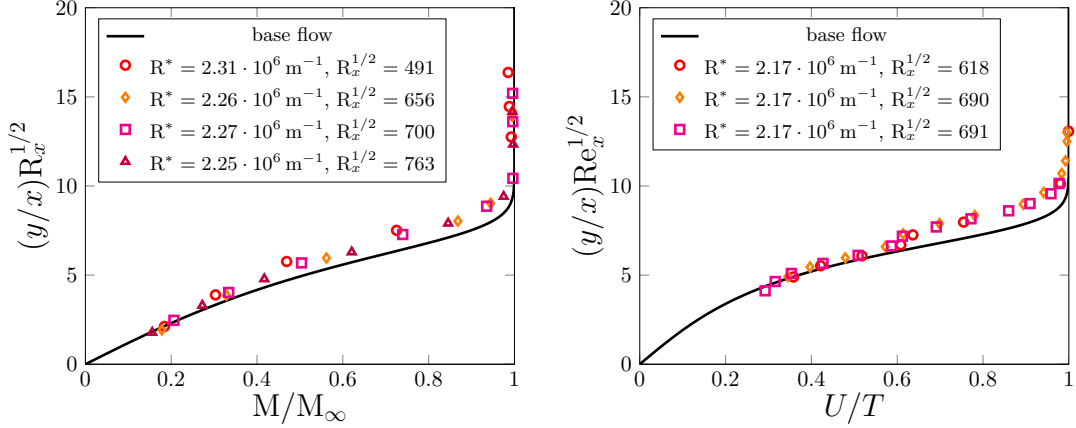 20
15
10
5
0
(y/x)R_x^{1/2}
base flow
R* = 2.31 · 10^6 m^{-1}, R_x^{1/2} = 491
R* = 2.26 · 10^6 m^{-1}, R_x^{1/2} = 656
R* = 2.27 · 10^6 m^{-1}, R_x^{1/2} = 700
R* = 2.25 · 10^6 m^{-1}, R_x^{1/2} = 763
0 0.2 0.4 0.6 0.8 1
M/M_∞
20
15
10
5
0
(y/x)Re_x^{1/2}
base flow
R* = 2.17 · 10^6 m^{-1}, R_x^{1/2} = 618
R* = 2.17 · 10^6 m^{-1}, R_x^{1/2} = 690
R* = 2.17 · 10^6 m^{-1}, R_x^{1/2} = 691
0 0.2 0.4 0.6 0.8 1
U/T